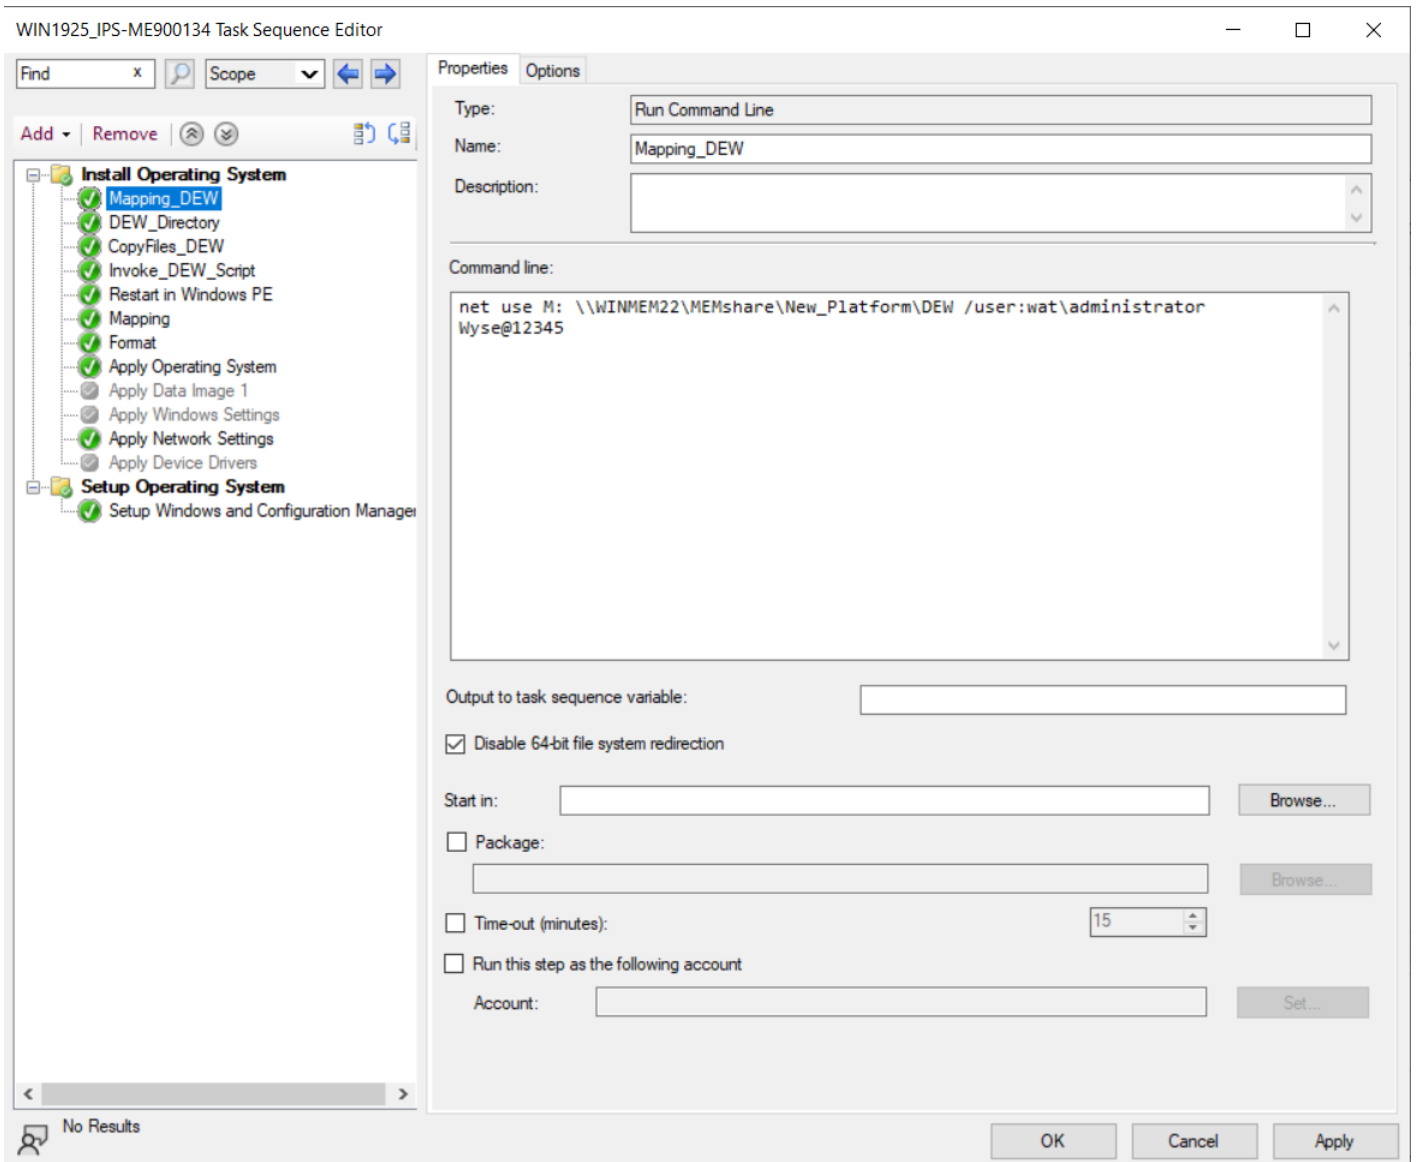 WIN1925_IPS-ME900134 Task Sequence Editor
Find x Scope
Add Remove
Install Operating System
Mapping_DEW
DEW_Directory
CopyFiles_DEW
Invoke_DEW_Script
Restart in Windows PE
Mapping
Format
Apply Operating System
Apply Data Image 1
Apply Windows Settings
Apply Network Settings
Apply Device Drivers
Setup Operating System
Setup Windows and Configuration Manager
No Results
Properties Options
Type: Run Command Line
Name: Mapping_DEW
Description:
Command line:
net use M: \\WINMEM22\MEMshare\New_Platform\DEW /user:wat\administrator
Wyse@12345
Output to task sequence variable:
Disable 64-bit file system redirection
Start in: Browse...
Package:
Browse...
Time-out (minutes): 15
Run this step as the following account
Account: Set...
OK Cancel Apply